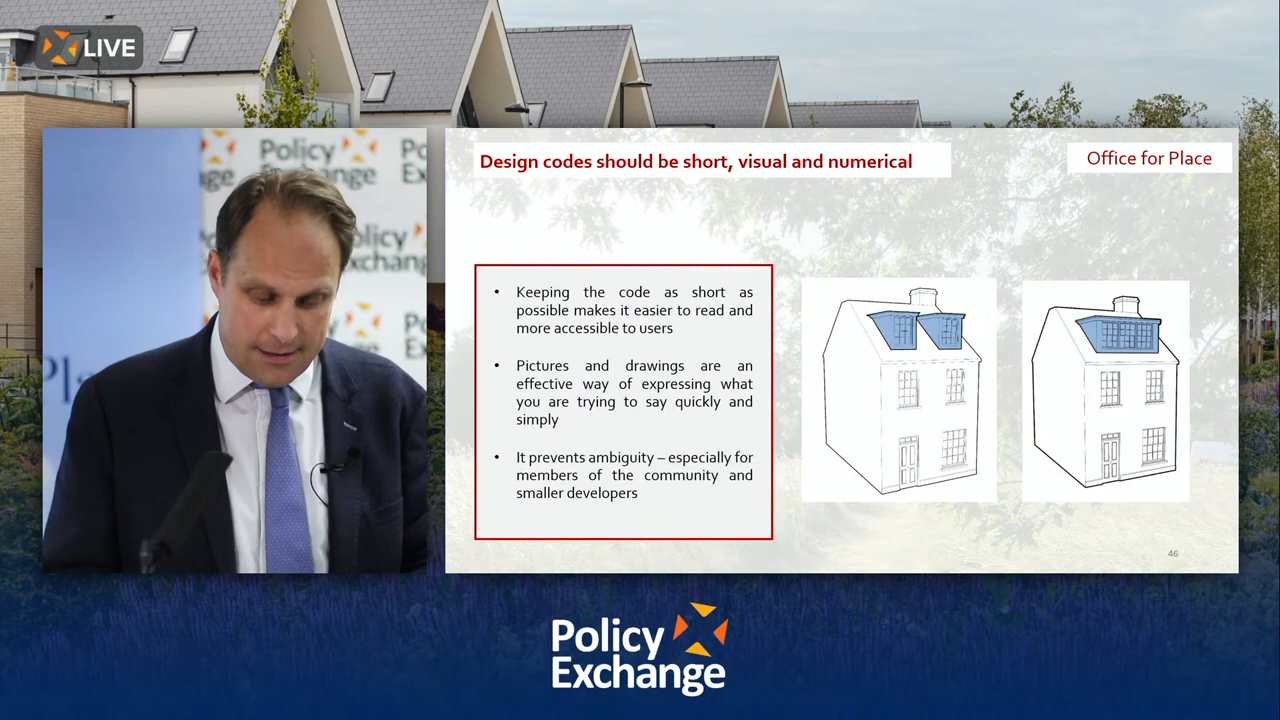 LIVE
Policy
Exchange
Design codes should be short, visual and numerical
Office for Place
• Keeping the code as short as
possible makes it easier to read and
more accessible to users
• Pictures and drawings are an
effective way of expressing what
you are trying to say quickly and
simply
• It prevents ambiguity – especially for
members of the community and
smaller developers
46
Policy
Exchange